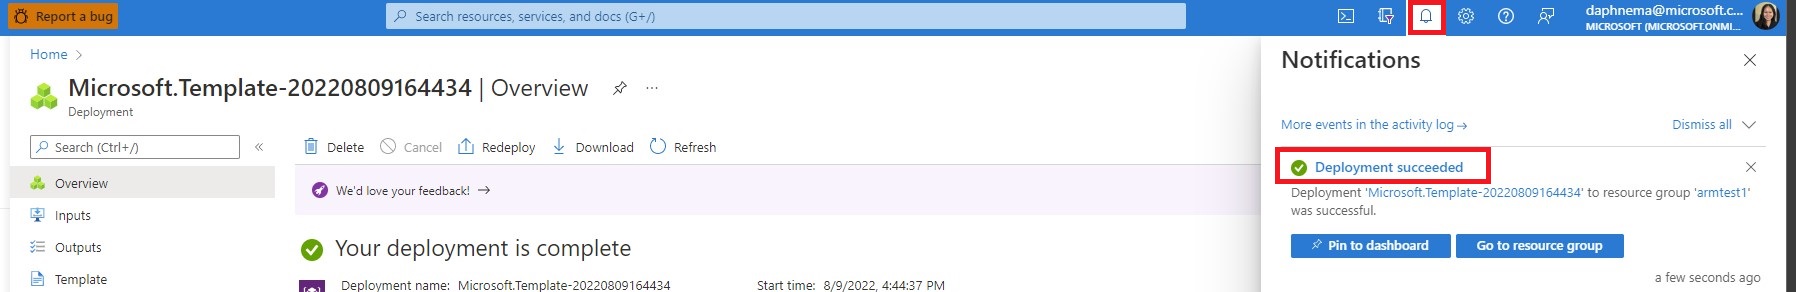 Report a bug
Search resources, services, and docs (G+/)
daphnema@microsoft.c...
MICROSOFT (MICROSOFT.ONMI...
Home >
Microsoft.Template-20220809164434 | Overview
...
Deployment
Search (Ctrl+/)
«
Overview
Inputs
Outputs
Template
Delete
Cancel
Redeploy
Download
Refresh
We'd love your feedback! →
Your deployment is complete
Deployment name: Microsoft.Template-20220809164434
Start time: 8/9/2022, 4:44:37 PM
Notifications
More events in the activity log →
Dismiss all
Deployment succeeded
Deployment 'Microsoft.Template-20220809164434' to resource group 'armtest1'
was successful.
Pin to dashboard
Go to resource group
a few seconds ago